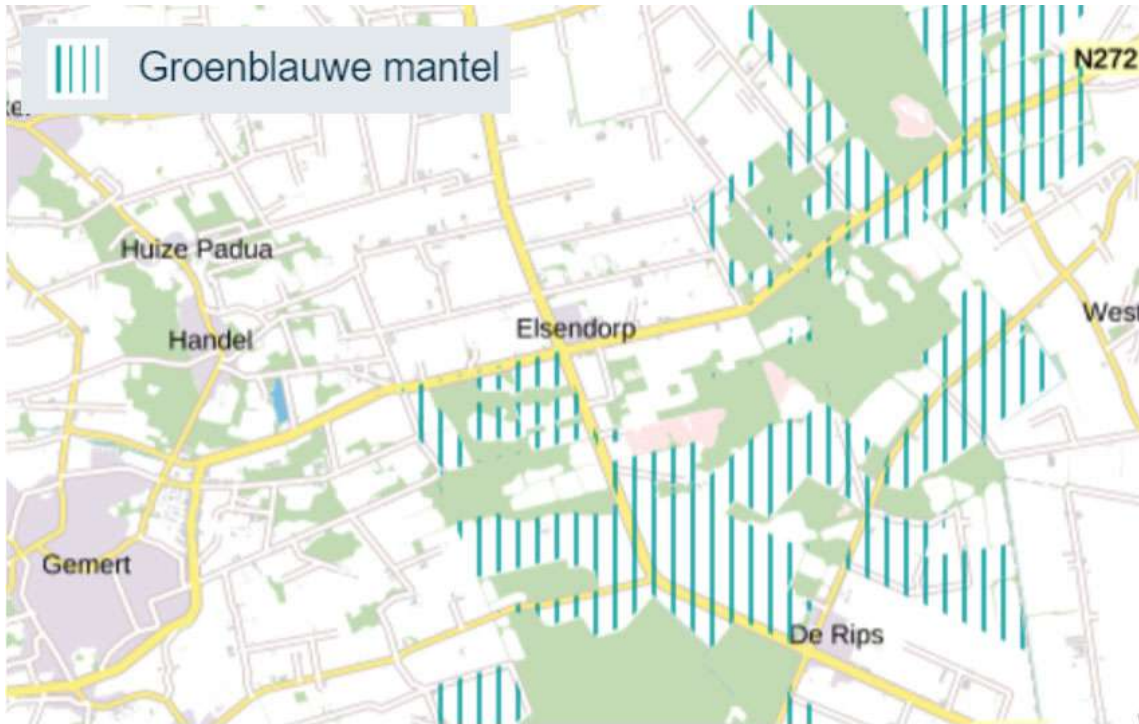 Groenblauwe mantel
N272
Huize Padua
West
Elsendorp
Handel
Gemert
De Rips